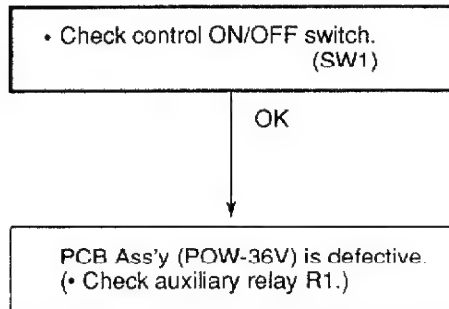 • Check control ON/OFF switch.
(SW1)
OK
PCB Ass'y (POW-36V) is defective.
(• Check auxiliary relay R1.)